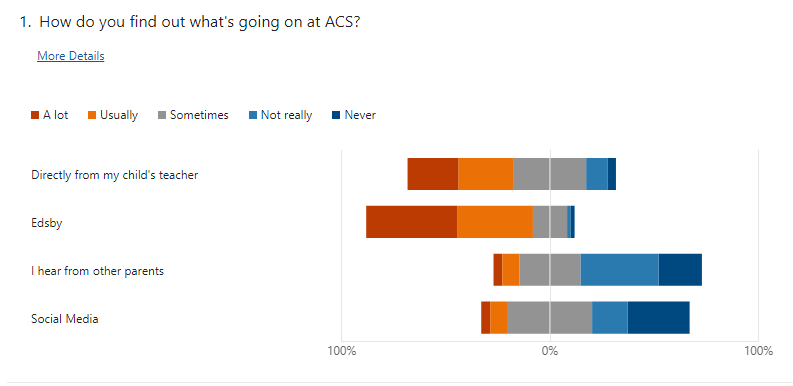 1. How do you find out what's going on at ACS?
More Details
A lot Usually Sometimes Not really Never
Directly from my child's teacher
Edsby
I hear from other parents
Social Media
100% 0% 100%